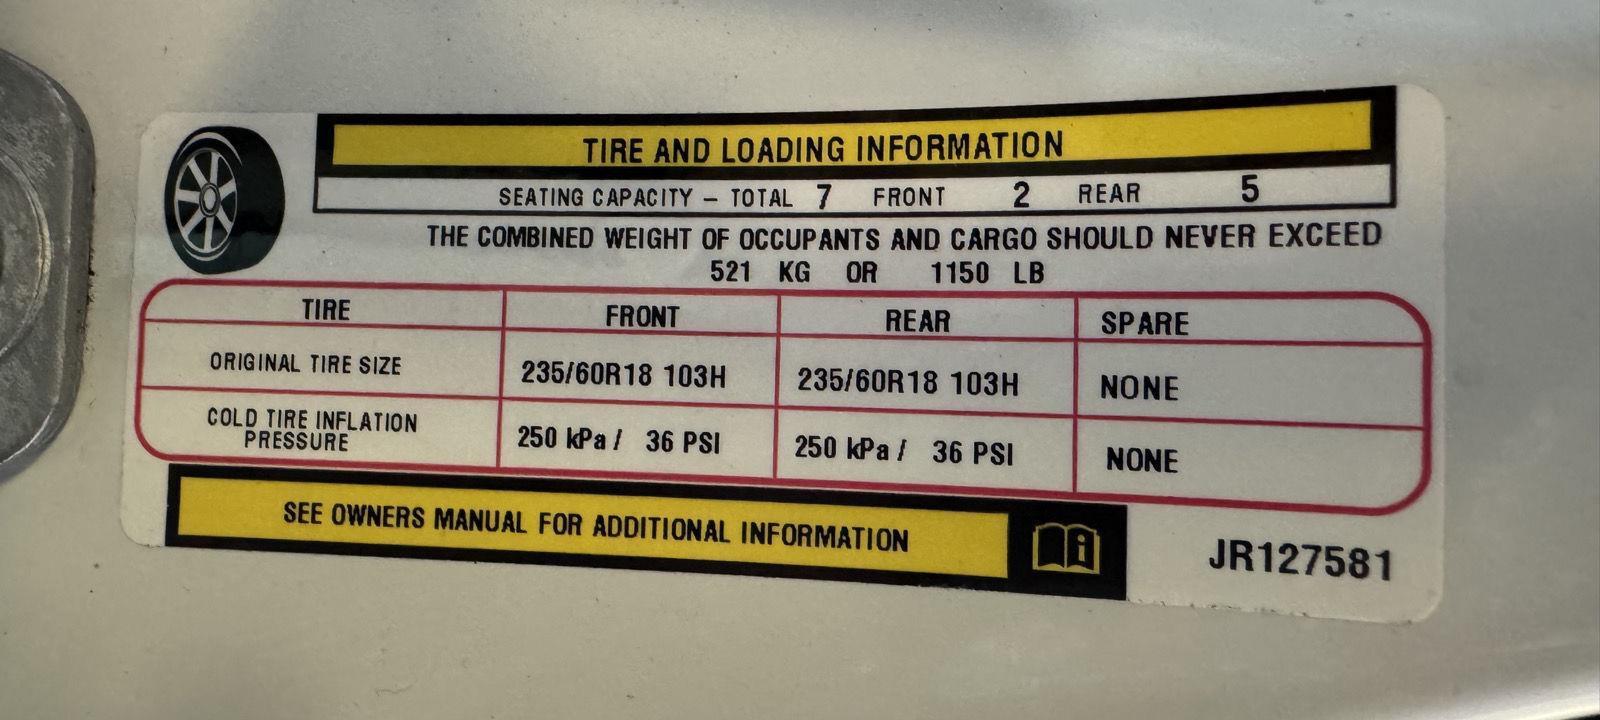 TIRE AND LOADING INFORMATION
SEATING CAPACITY – TOTAL 7 FRONT 2 REAR 5
THE COMBINED WEIGHT OF OCCUPANTS AND CARGO SHOULD NEVER EXCEED
521 KG OR 1150 LB
TIRE FRONT REAR SPARE
ORIGINAL TIRE SIZE 235/60R18 103H 235/60R18 103H NONE
COLD TIRE INFLATION
PRESSURE 250 kPa / 36 PSI 250 kPa / 36 PSI NONE
SEE OWNERS MANUAL FOR ADDITIONAL INFORMATION
JR127581